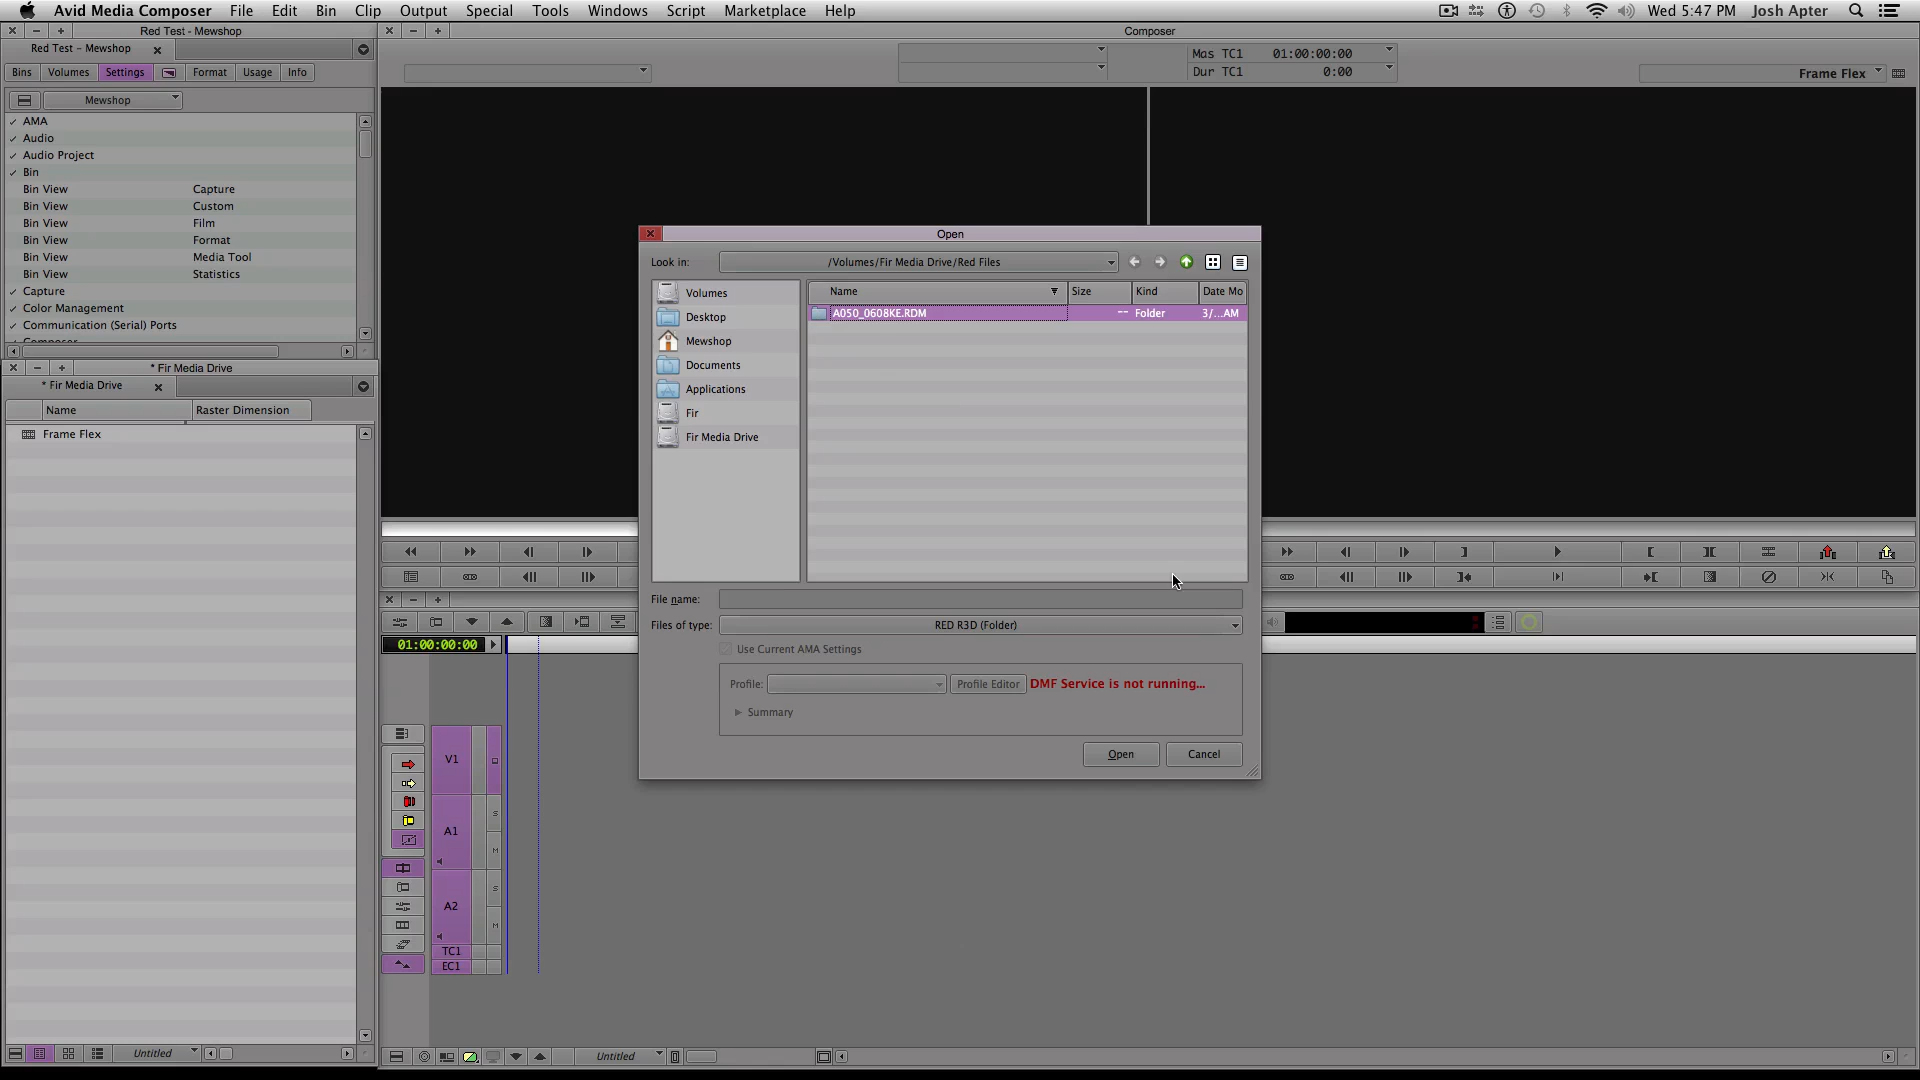 Avid Media Composer File Edit Bin Clip Output Special Tools Windows Script Marketplace Help Wed 5:47 PM Josh Apter
Red Test - Mewshop
Composer
Red Test - Mewshop
Mas TC1 01:00:00:00
Dur TC1 0:00
Frame Flex
Bins Volumes Settings Format Usage Info
Mewshop
AMA
Audio
Audio Project
Bin
Bin View Capture
Bin View Custom
Bin View Film
Bin View Format
Bin View Media Tool
Bin View Statistics
Capture
Color Management
Communication (Serial) Ports
Composer
* Fir Media Drive
* Fir Media Drive
Name Raster Dimension
Frame Flex
Untitled
Open
Look in: /Volumes/Fir Media Drive/Red Files
Volumes
Desktop
Mewshop
Documents
Applications
Fir
Fir Media Drive
Name Size Kind Date Mo
A050_0608KE.RDM -- Folder 3/...AM
File name:
Files of type: RED R3D (Folder)
Use Current AMA Settings
Profile: Profile Editor DMF Service is not running...
Summary
Open Cancel
01:00:00:00
V1
A1
S
M
A2
S
M
TC1
EC1
Untitled